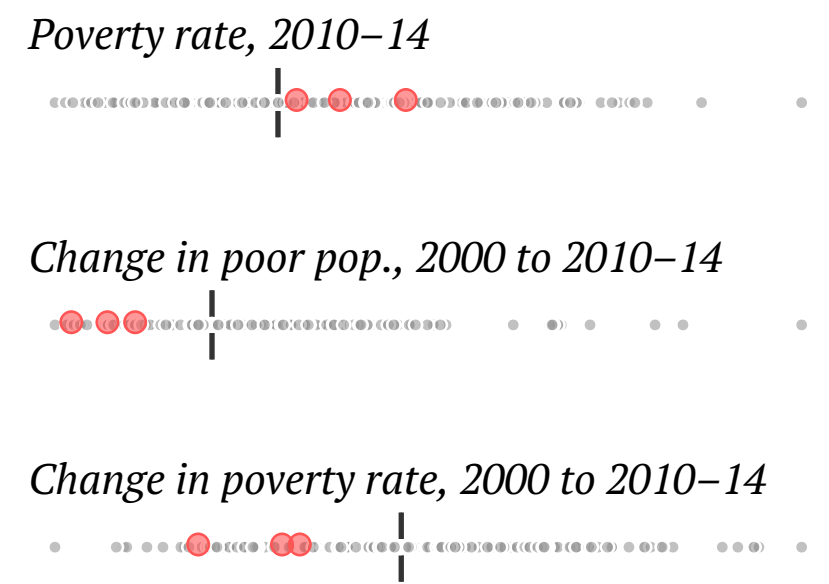 Poverty rate, 2010–14
Change in poor pop., 2000 to 2010–14
Change in poverty rate, 2000 to 2010–14